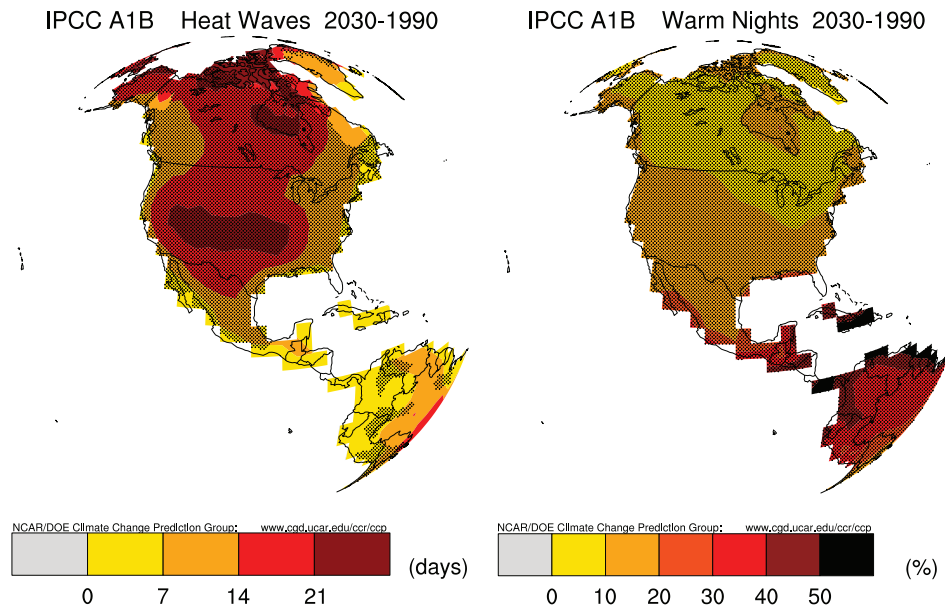 IPCC A1B Heat Waves 2030-1990
IPCC A1B Warm Nights 2030-1990
NCAR/DOE Climate Change Prediction Group: www.cgd.ucar.edu/ccr/ccp
(days)
0 7 14 21
NCAR/DOE Climate Change Prediction Group: www.cgd.ucar.edu/ccr/ccp
(%)
0 10 20 30 40 50